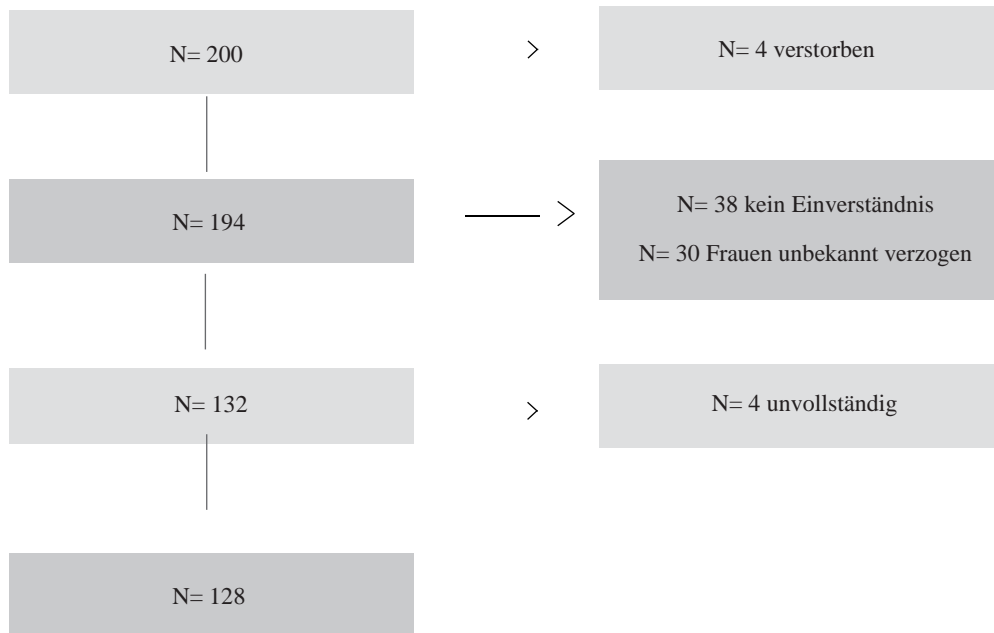 N= 200
N= 4 verstorben
N= 194
N= 38 kein Einverständnis
N= 30 Frauen unbekannt verzogen
N= 132
N= 4 unvollständig
N= 128